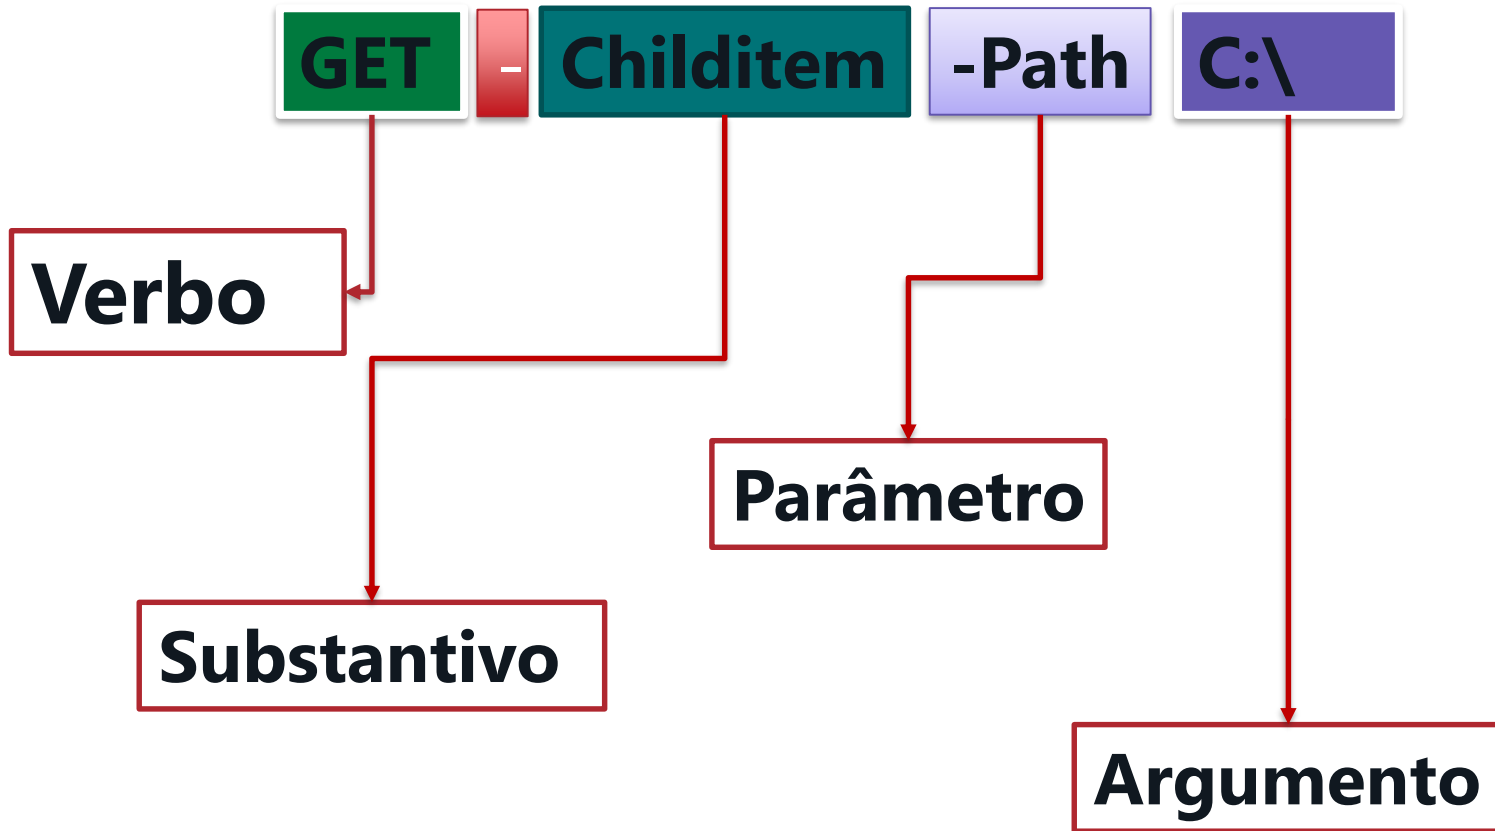 GET - Childitem -Path C:\
Verbo
Parâmetro
Substantivo
Argumento